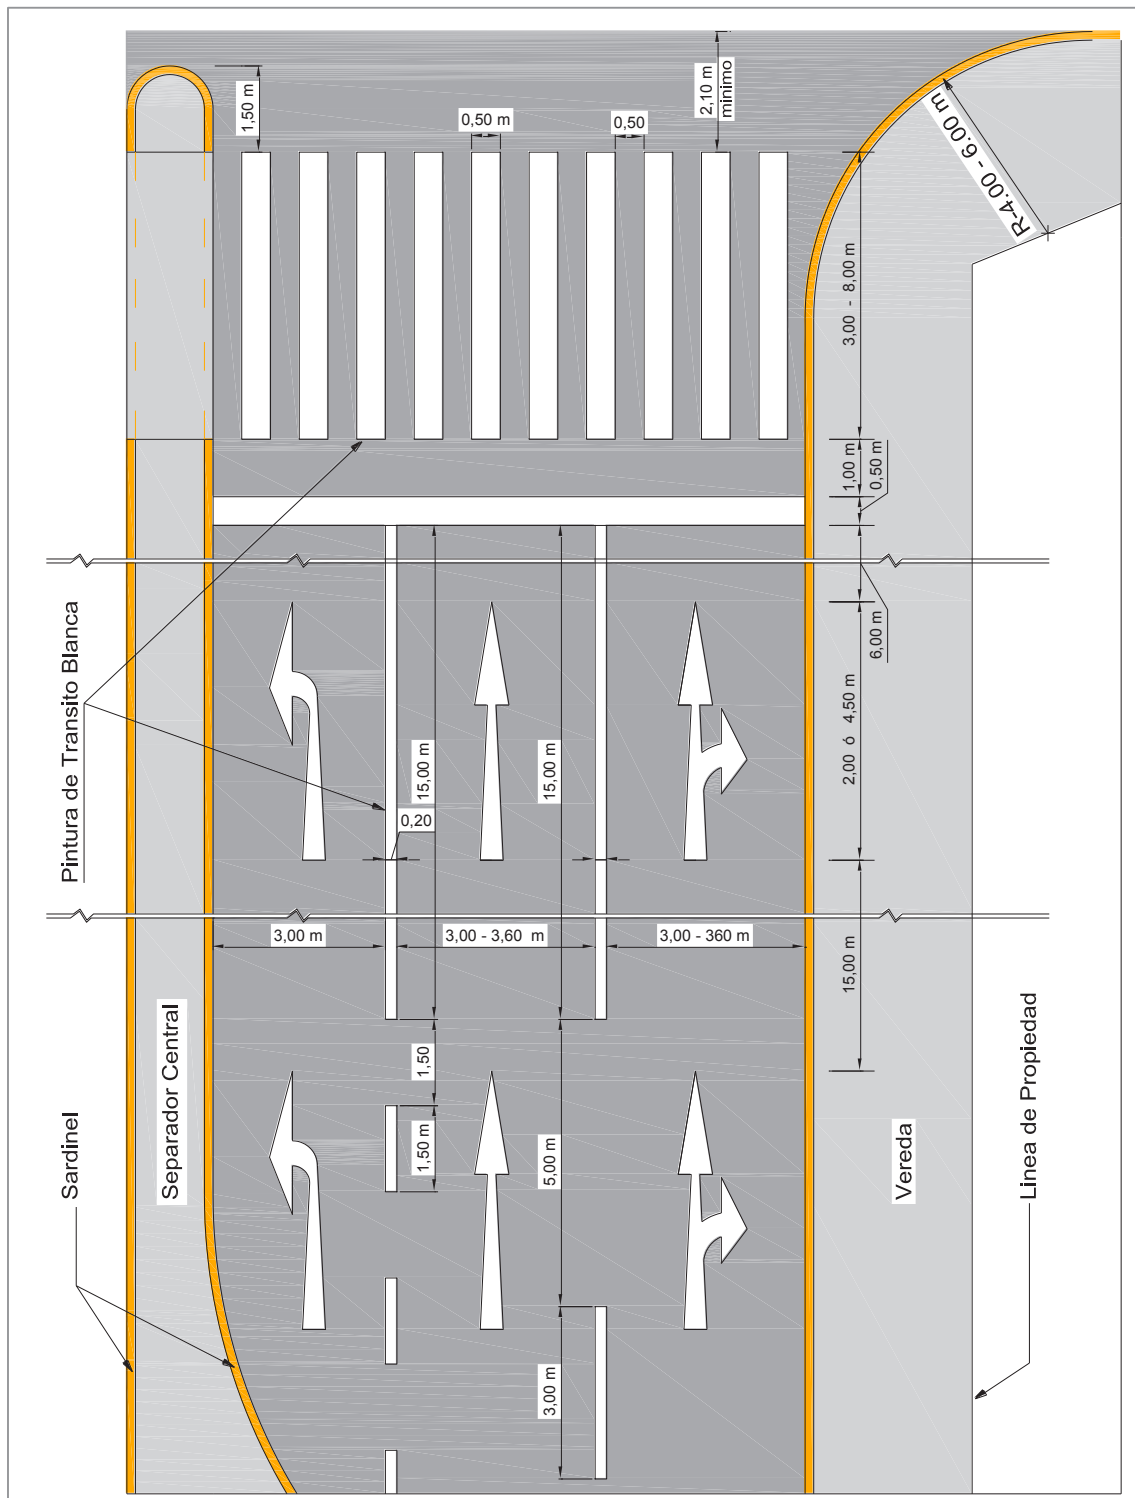 1,50 m
2,10 m
minimo
0,50 m
0,50
R-4.00 - 6.00 m
3,00 - 8,00 m
1,00 m
0,50 m
Pintura de Transito Blanca
6,00 m
2,00 ó 4,50 m
15,00 m
15,00 m
0,20
3,00 m
3,00 - 3,60 m
3,00 - 360 m
15,00 m
Sardinel
Separador Central
1,50
1,50 m
5,00 m
3,00 m
Vereda
Linea de Propiedad